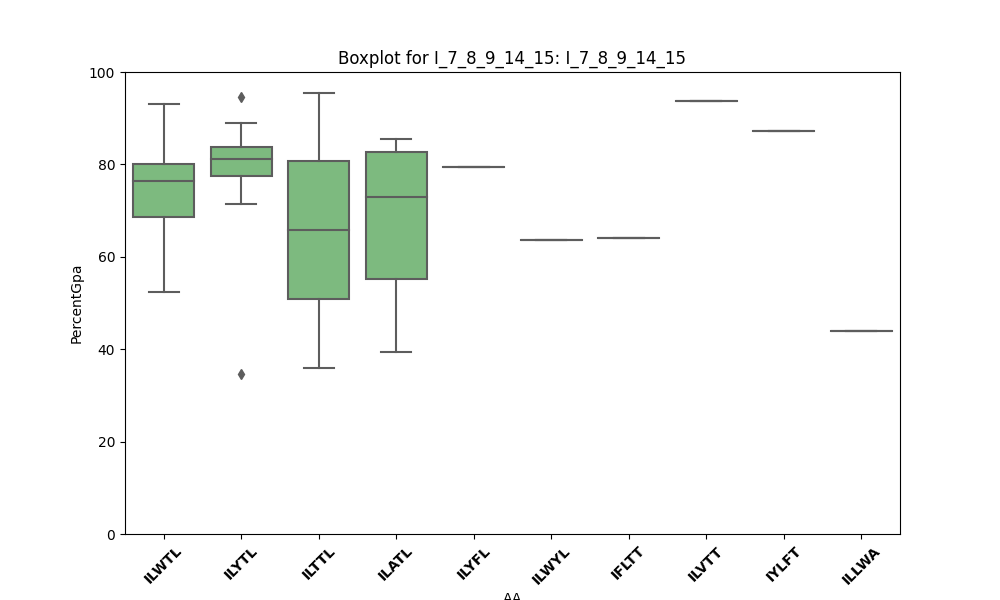 Boxplot for I_7_8_9_14_15: I_7_8_9_14_15
100
80
60
40
20
0
PercentGpa
ILWTL
ILYTL
ILTTL
ILATL
ILYFL
ILWYL
IFLTT
ILVTT
IYLFT
ILLWA
AA